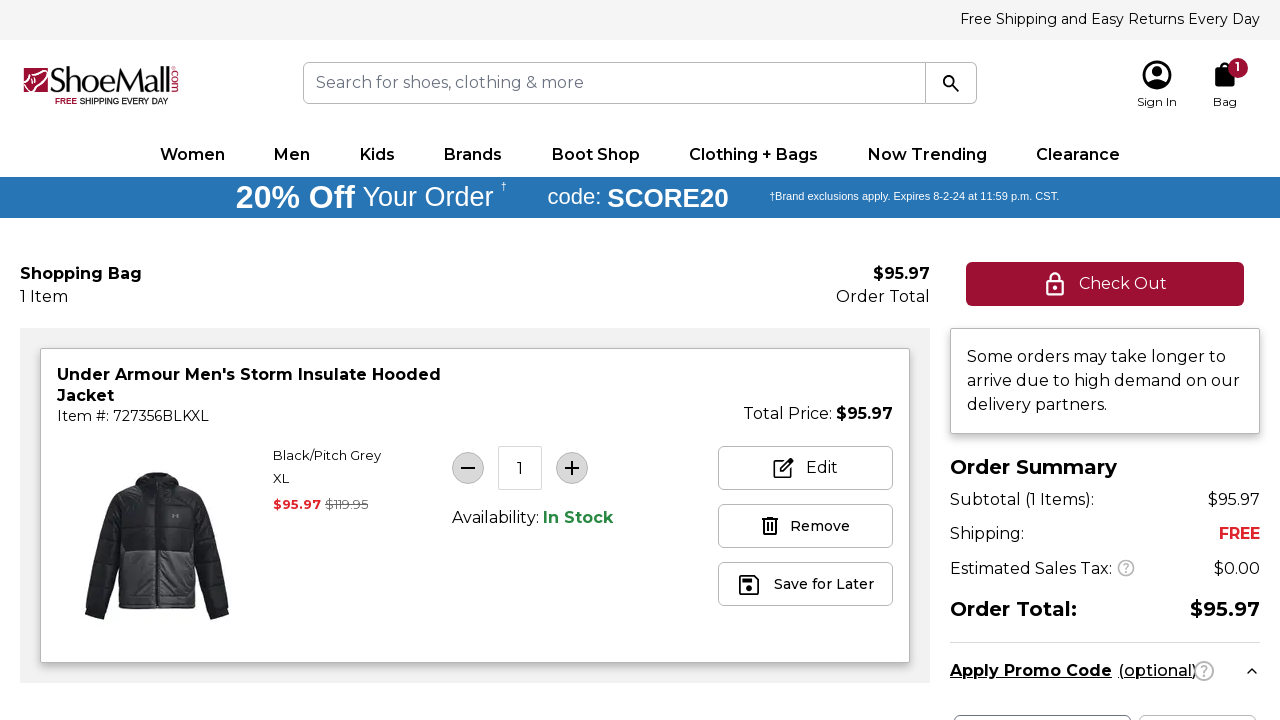 Free Shipping and Easy Returns Every Day
ShoeMall.com
FREE SHIPPING EVERY DAY
Search for shoes, clothing & more
Sign In
1
Bag
Women
Men
Kids
Brands
Boot Shop
Clothing + Bags
Now Trending
Clearance
20% Off Your Order † code: SCORE20 †Brand exclusions apply. Expires 8-2-24 at 11:59 p.m. CST.
Shopping Bag
1 Item
$95.97
Order Total
Check Out
Some orders may take longer to
arrive due to high demand on our
delivery partners.
Under Armour Men's Storm Insulate Hooded
Jacket
Item #: 727356BLKXL
Total Price: $95.97
Black/Pitch Grey
XL
$95.97 $119.95
1
Availability: In Stock
Edit
Remove
Save for Later
Order Summary
Subtotal (1 Items): $95.97
Shipping: FREE
Estimated Sales Tax: ? $0.00
Order Total: $95.97
Apply Promo Code (optional) ?